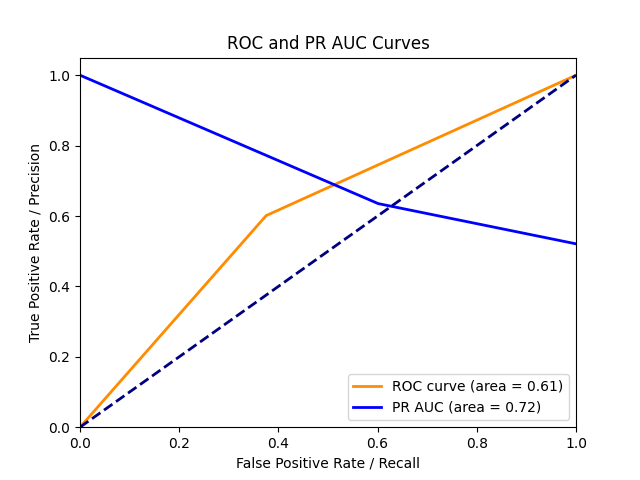 ROC and PR AUC Curves
1.0
0.8
0.6
0.4
0.2
0.0
True Positive Rate / Precision
ROC curve (area = 0.61)
PR AUC (area = 0.72)
0.0 0.2 0.4 0.6 0.8 1.0
False Positive Rate / Recall